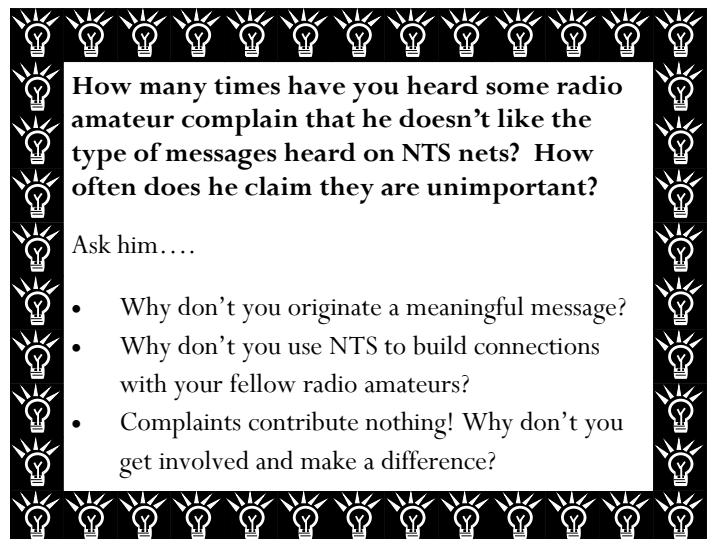 How many times have you heard some radio
amateur complain that he doesn’t like the
type of messages heard on NTS nets?  How
often does he claim they are unimportant?
Ask him….
• Why don’t you originate a meaningful message?
• Why don’t you use NTS to build connections
with your fellow radio amateurs?
• Complaints contribute nothing! Why don’t you
get involved and make a difference?